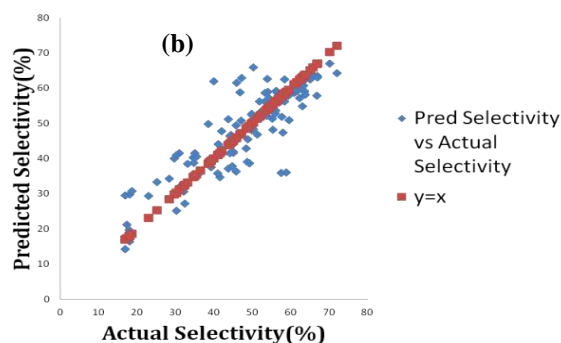 (b)
Predicted Selectivity(%)
80
70
60
50
40
30
20
10
0
0 10 20 30 40 50 60 70 80
Actual Selectivity(%)
Pred Selectivity
vs Actual
Selectivity
y=x